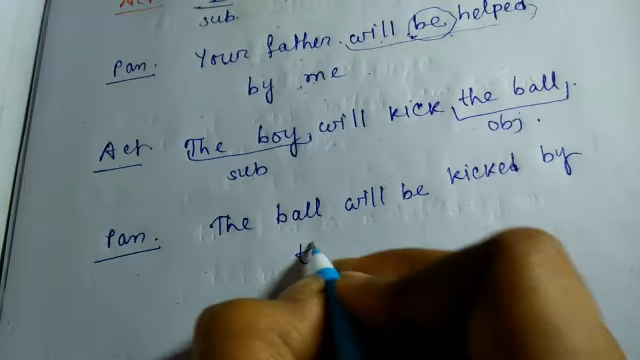 Act
sub.
Pan. Your father will be helped,
by me.
Act The boy will kick the ball.
sub obj.
Pan. The ball will be kicked by
t